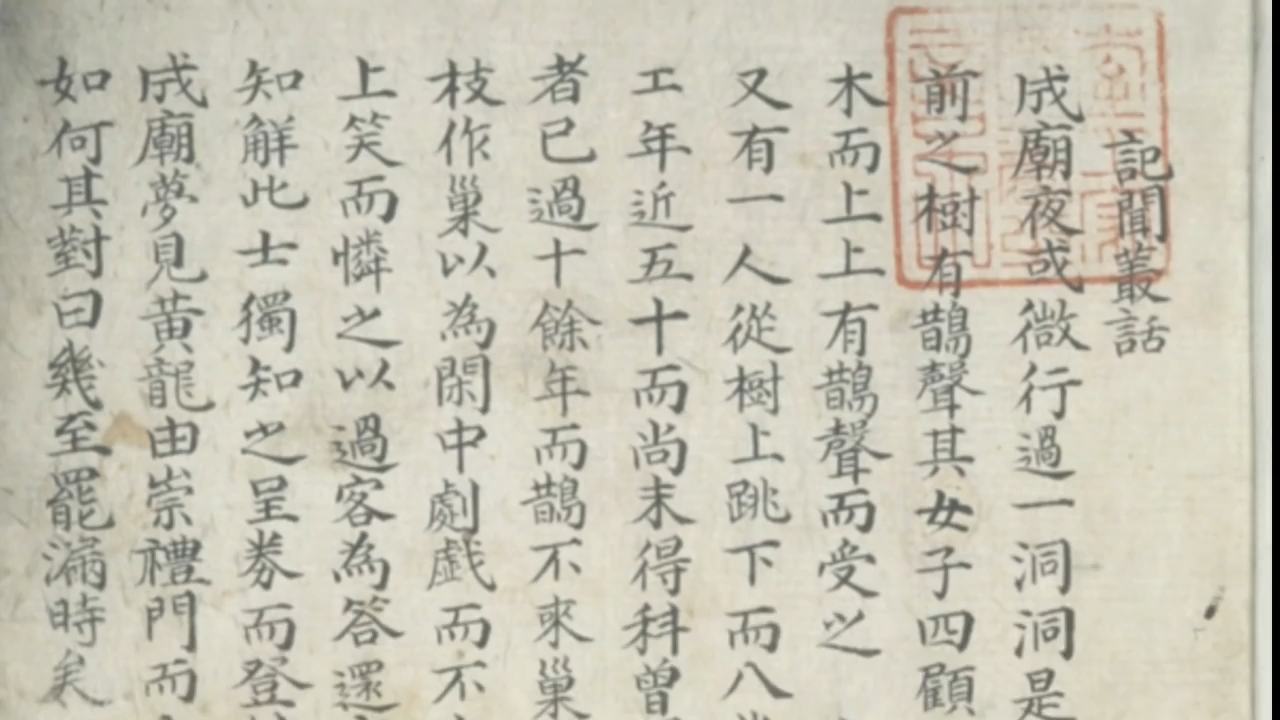 記聞叢話
成廟夜或微行過一洞洞是
前之樹有鵲聲其女子四顧
木而上上有鵲聲而受之
又有一人從樹上跳下而八
工年近五十而尚未得科曾
者已過十餘年而鵲不來巢
枝作巢以為閑中劇戲而不
上笑而憐之以過客為答還
知解此士獨知之呈券而登
成廟夢見黃龍由崇禮門而
如何其對曰幾至罷漏時矣